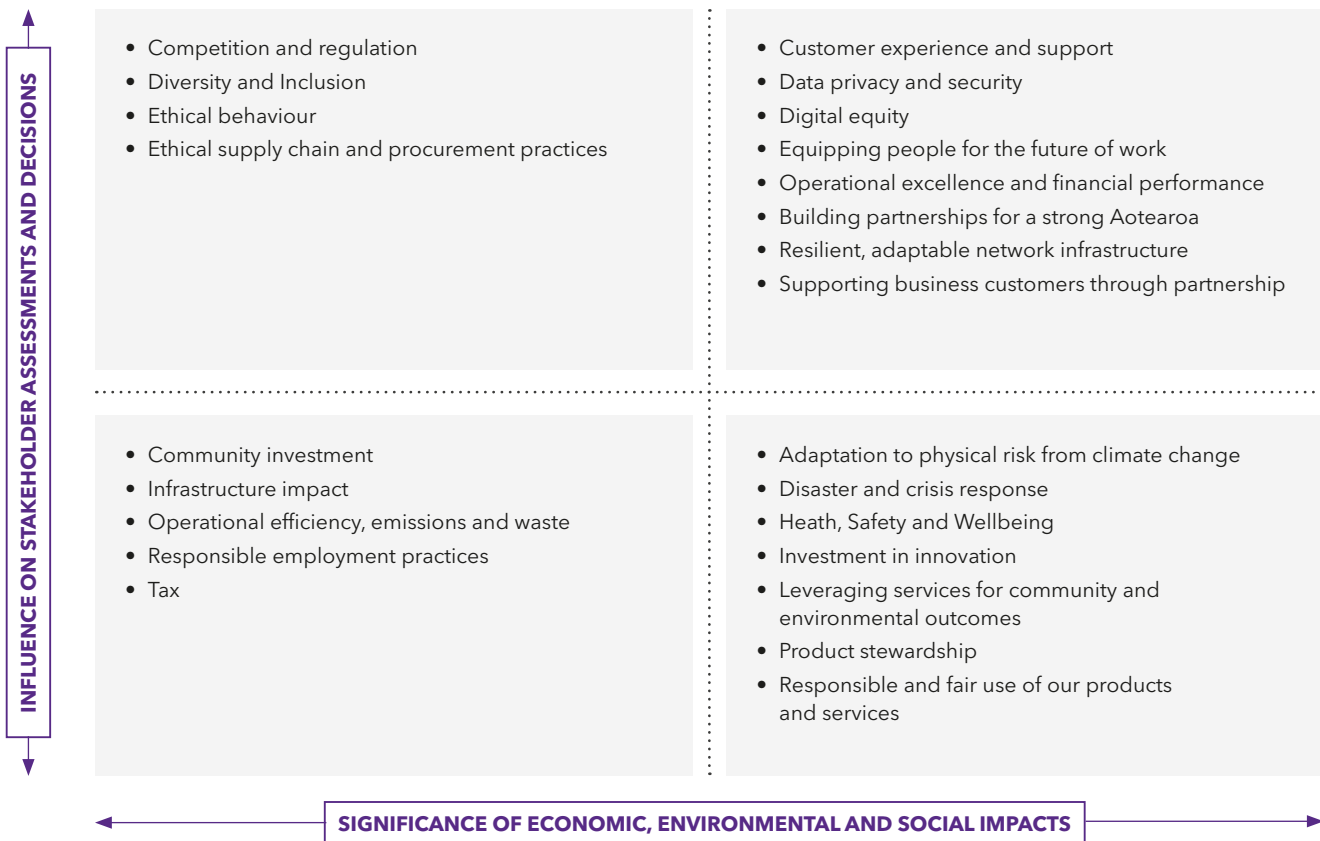 INFLUENCE ON STAKEHOLDER ASSESSMENTS AND DECISIONS
• Competition and regulation
• Diversity and Inclusion
• Ethical behaviour
• Ethical supply chain and procurement practices
• Customer experience and support
• Data privacy and security
• Digital equity
• Equipping people for the future of work
• Operational excellence and financial performance
• Building partnerships for a strong Aotearoa
• Resilient, adaptable network infrastructure
• Supporting business customers through partnership
• Community investment
• Infrastructure impact
• Operational efficiency, emissions and waste
• Responsible employment practices
• Tax
• Adaptation to physical risk from climate change
• Disaster and crisis response
• Heath, Safety and Wellbeing
• Investment in innovation
• Leveraging services for community and
environmental outcomes
• Product stewardship
• Responsible and fair use of our products
and services
SIGNIFICANCE OF ECONOMIC, ENVIRONMENTAL AND SOCIAL IMPACTS